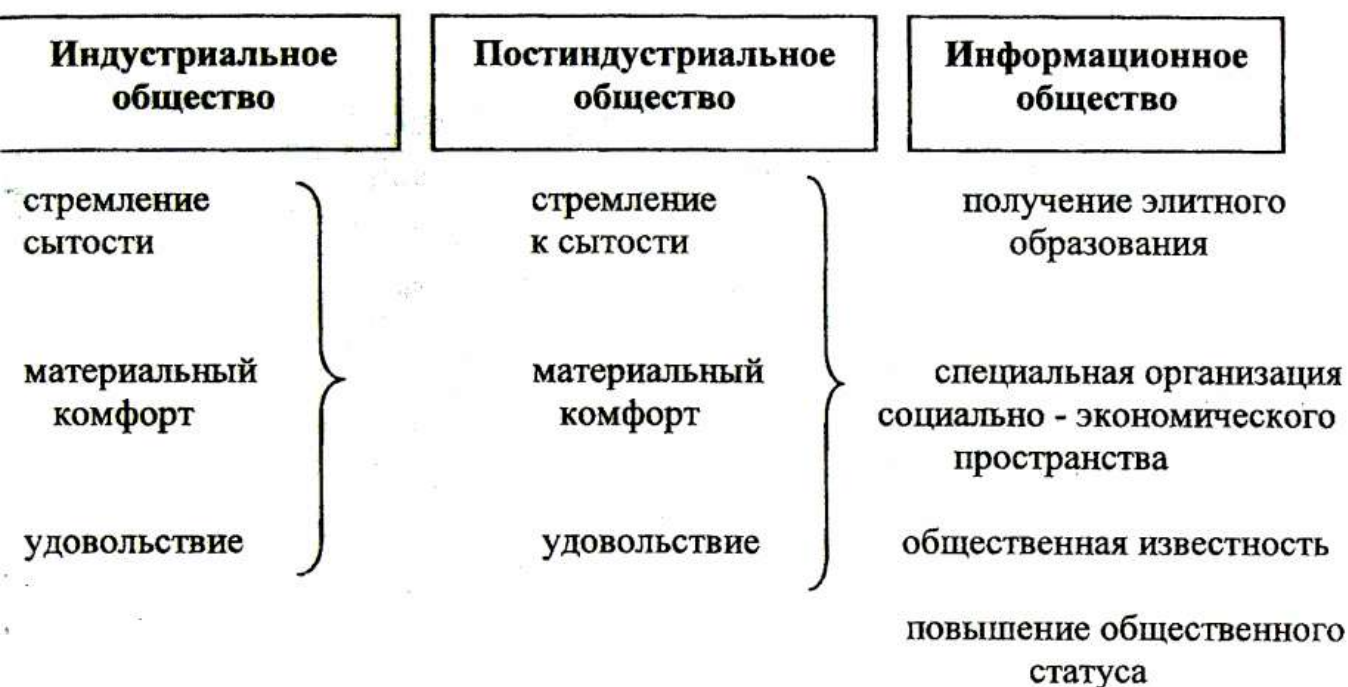 Индустриальное
общество
Постиндустриальное
общество
Информационное
общество
стремление
сытости
материальный
комфорт
удовольствие
стремление
к сытости
материальный
комфорт
удовольствие
получение элитного
образования
специальная организация
социально - экономического
пространства
общественная известность
повышение общественного
статуса